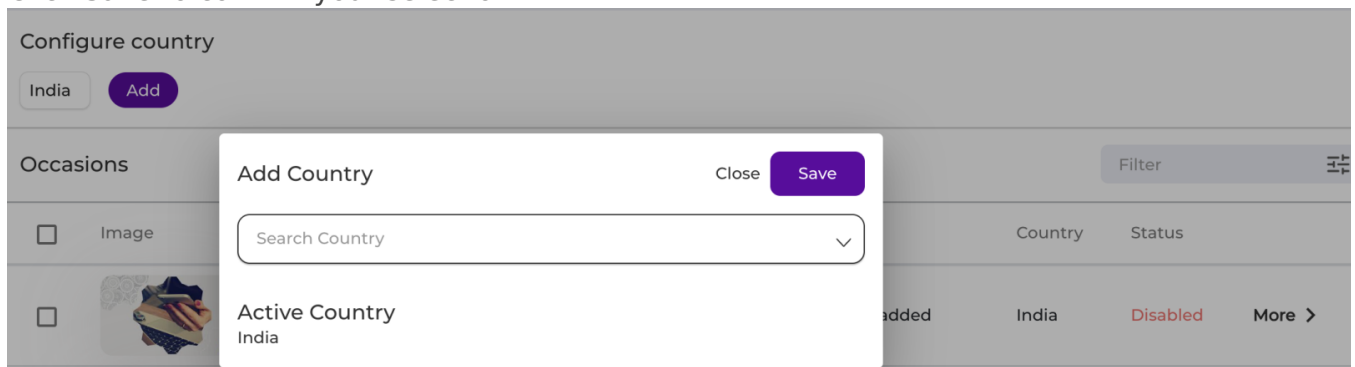 Configure country
India
Add
Occasions
Filter
Add Country
Close
Save
Image
Country
Status
Search Country
Active Country
India
added
India
Disabled
More